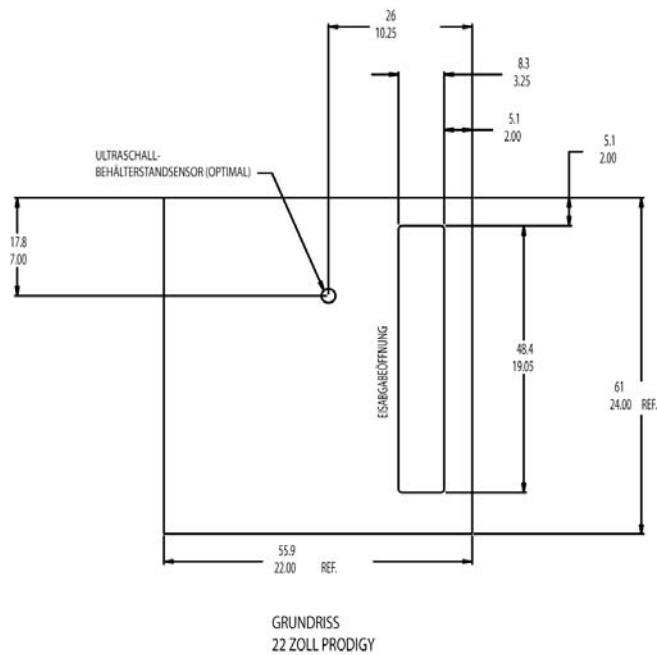 26
10.25
8.3
3.25
5.1
2.00
5.1
2.00
ULTRASCHALL-
BEHÄLTERSTANDSENSOR (OPTIMAL)
17.8
7.00
EISABGABEÖFFNUNG
48.4
19.05
61
24.00 REF.
55.9
22.00 REF.
GRUNDRISS
22 ZOLL PRODIGY